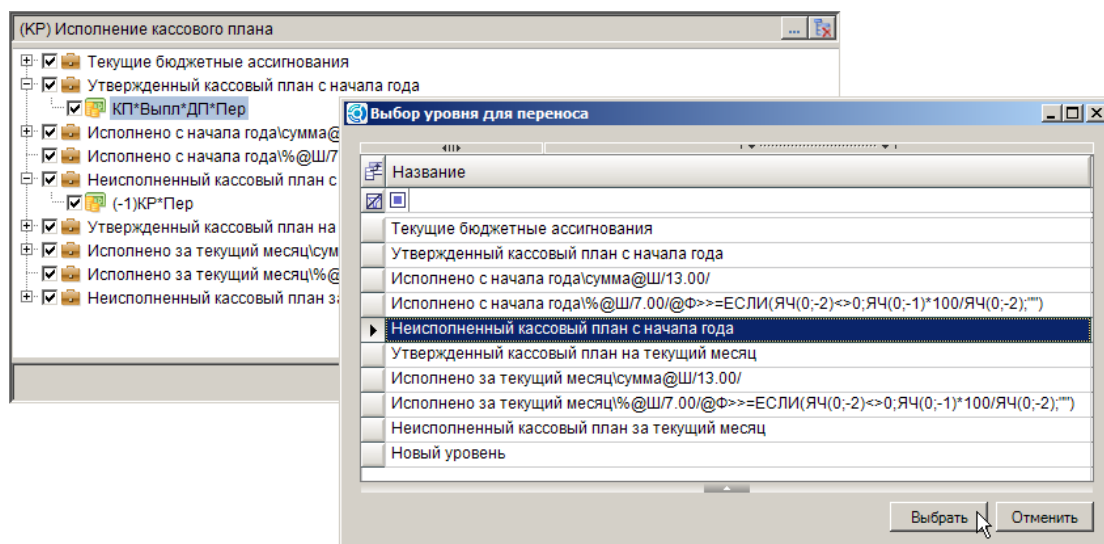 (KP) Исполнение кассового плана
...
Текущие бюджетные ассигнования
Утвержденный кассовый план с начала года
КП*Выпл*ДП*Пер
Исполнено с начала года\сумма@
Исполнено с начала года\%@Ш/7
Неисполненный кассовый план с
(-1)КР*Пер
Утвержденный кассовый план на
Исполнено за текущий месяц\сум
Исполнено за текущий месяц\%@
Неисполненный кассовый план за
Выбор уровня для переноса
Название
Текущие бюджетные ассигнования
Утвержденный кассовый план с начала года
Исполнено с начала года\сумма@Ш/13.00/
Исполнено с начала года\%@Ш/7.00/@Ф>>=ЕСЛИ(ЯЧ(0;-2)<>0;ЯЧ(0;-1)*100/ЯЧ(0;-2);"")
Неисполненный кассовый план с начала года
Утвержденный кассовый план на текущий месяц
Исполнено за текущий месяц\сумма@Ш/13.00/
Исполнено за текущий месяц\%@Ш/7.00/@Ф>>=ЕСЛИ(ЯЧ(0;-2)<>0;ЯЧ(0;-1)*100/ЯЧ(0;-2);"")
Неисполненный кассовый план за текущий месяц
Новый уровень
Выбрать
Отменить